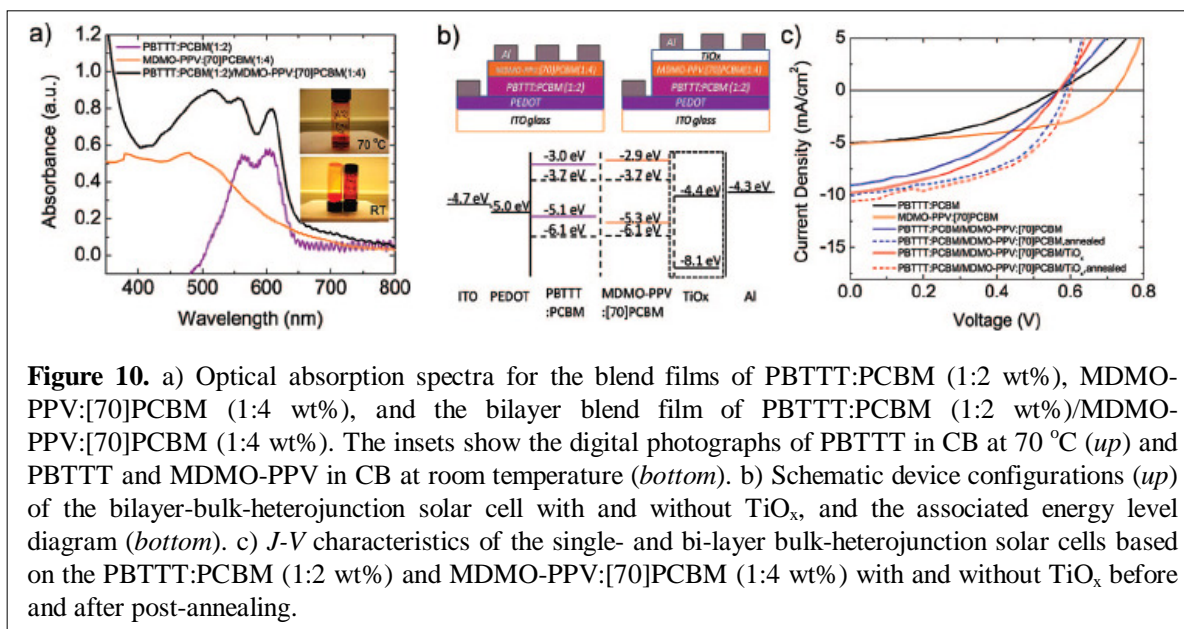 a)
1.2
1.0
0.8
0.6
0.4
0.2
0.0
Absorbance (a.u.)
PBTTT:PCBM(1:2)
MDMO-PPV:[70]PCBM(1:4)
PBTTT:PCBM(1:2)/MDMO-PPV:[70]PCBM(1:4)
70 °C
RT
400 500 600 700 800
Wavelength (nm)
b)
Al
MDMO-PPV:[70]PCBM(1:4)
PBTTT:PCBM(1:2)
PEDOT
ITO glass
Al
TiOx
MDMO-PPV:[70]PCBM(1:4)
PBTTT:PCBM(1:2)
PEDOT
ITO glass
-3.0 eV -2.9 eV
-3.7 eV -3.7 eV
-4.7 eV -5.0 eV -4.4 eV -4.3 eV
-5.1 eV -5.3 eV
-6.1 eV -6.1 eV
-8.1 eV
ITO PEDOT PBTTT MDMO-PPV TiOx Al
:PCBM :[70]PCBM
c)
5
0
-5
-10
-15
Current Density (mA/cm²)
PBTTT:PCBM
MDMO-PPV:[70]PCBM
PBTTT:PCBM/MDMO-PPV:[70]PCBM
PBTTT:PCBM/MDMO-PPV:[70]PCBM,annealed
PBTTT:PCBM/MDMO-PPV:[70]PCBM/TiOₓ
PBTTT:PCBM/MDMO-PPV:[70]PCBM/TiOₓ,annealed
0.0 0.2 0.4 0.6 0.8
Voltage (V)
Figure 10. a) Optical absorption spectra for the blend films of PBTTT:PCBM (1:2 wt%), MDMO-
PPV:[70]PCBM (1:4 wt%), and the bilayer blend film of PBTTT:PCBM (1:2 wt%)/MDMO-
PPV:[70]PCBM (1:4 wt%). The insets show the digital photographs of PBTTT in CB at 70 °C (up) and
PBTTT and MDMO-PPV in CB at room temperature (bottom). b) Schematic device configurations (up)
of the bilayer-bulk-heterojunction solar cell with and without TiOₓ, and the associated energy level
diagram (bottom). c) J-V characteristics of the single- and bi-layer bulk-heterojunction solar cells based
on the PBTTT:PCBM (1:2 wt%) and MDMO-PPV:[70]PCBM (1:4 wt%) with and without TiOₓ before
and after post-annealing.